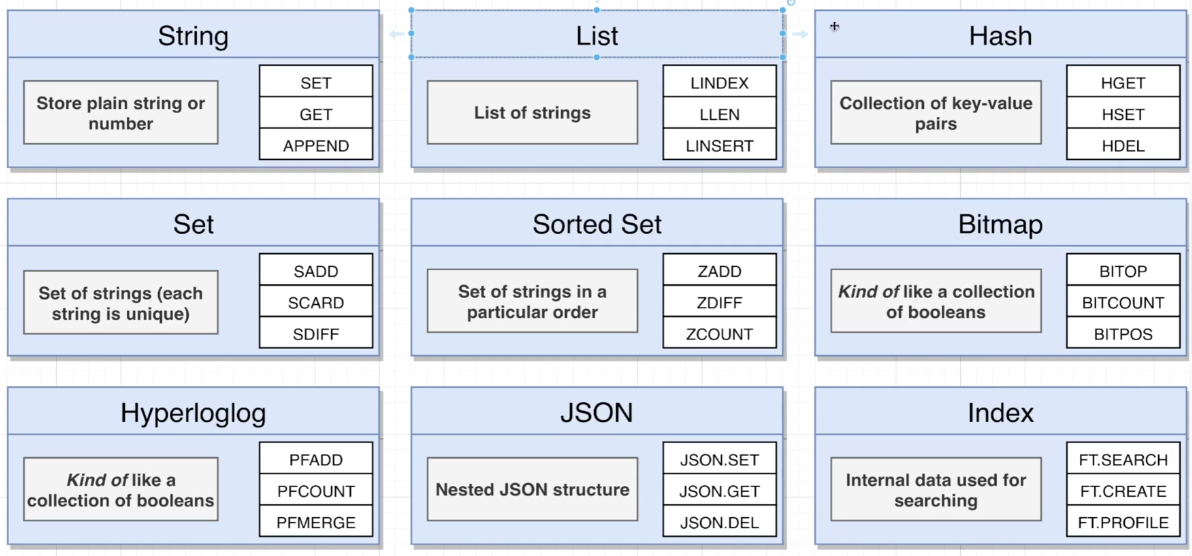 String
Store plain string or
number
SET
GET
APPEND
List
List of strings
LINDEX
LLEN
LINSERT
Hash
Collection of key-value
pairs
HGET
HSET
HDEL
Set
Set of strings (each
string is unique)
SADD
SCARD
SDIFF
Sorted Set
Set of strings in a
particular order
ZADD
ZDIFF
ZCOUNT
Bitmap
Kind of like a collection
of booleans
BITOP
BITCOUNT
BITPOS
Hyperloglog
Kind of like a
collection of booleans
PFADD
PFCOUNT
PFMERGE
JSON
Nested JSON structure
JSON.SET
JSON.GET
JSON.DEL
Index
Internal data used for
searching
FT.SEARCH
FT.CREATE
FT.PROFILE